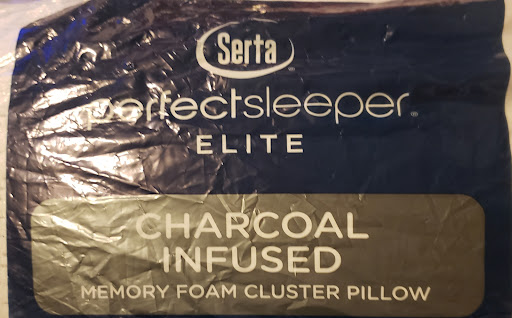 Serta
perfectsleeper
ELITE
CHARCOAL
INFUSED
MEMORY FOAM CLUSTER PILLOW